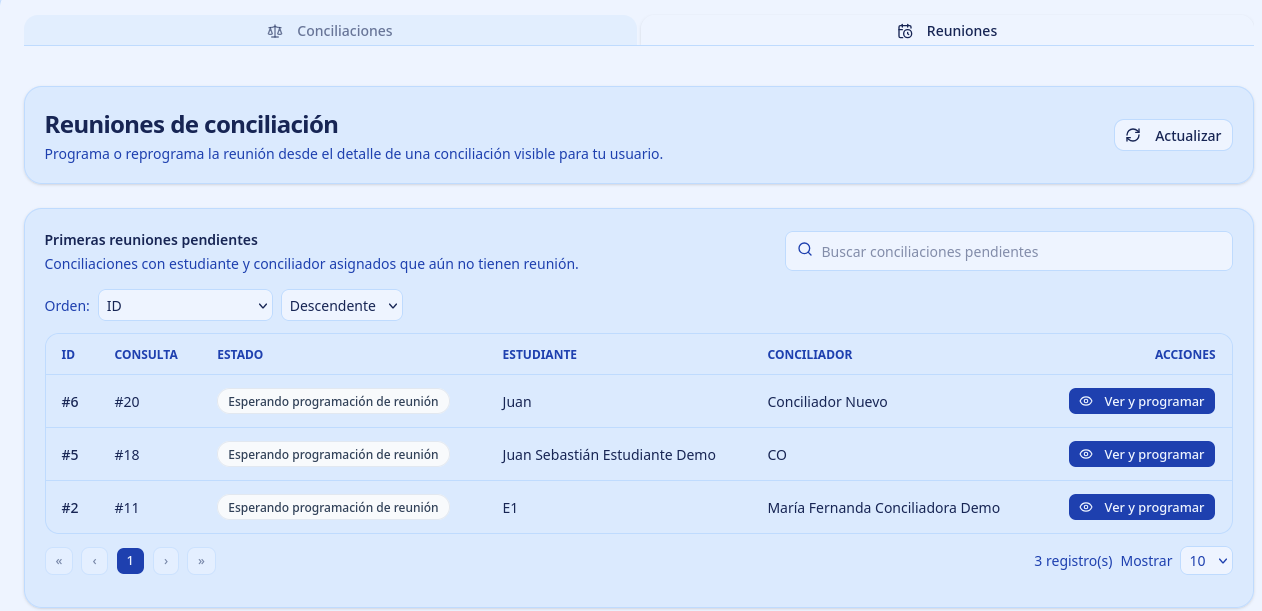 Conciliaciones
Reuniones
Reuniones de conciliación
Programa o reprograma la reunión desde el detalle de una conciliación visible para tu usuario.
Actualizar
Primeras reuniones pendientes
Conciliaciones con estudiante y conciliador asignados que aún no tienen reunión.
Buscar conciliaciones pendientes
Orden: ID Descendente
ID CONSULTA ESTADO ESTUDIANTE CONCILIADOR ACCIONES
#6 #20 Esperando programación de reunión Juan Conciliador Nuevo Ver y programar
#5 #18 Esperando programación de reunión Juan Sebastián Estudiante Demo CO Ver y programar
#2 #11 Esperando programación de reunión E1 María Fernanda Conciliadora Demo Ver y programar
« ‹ 1 › » 3 registro(s) Mostrar 10